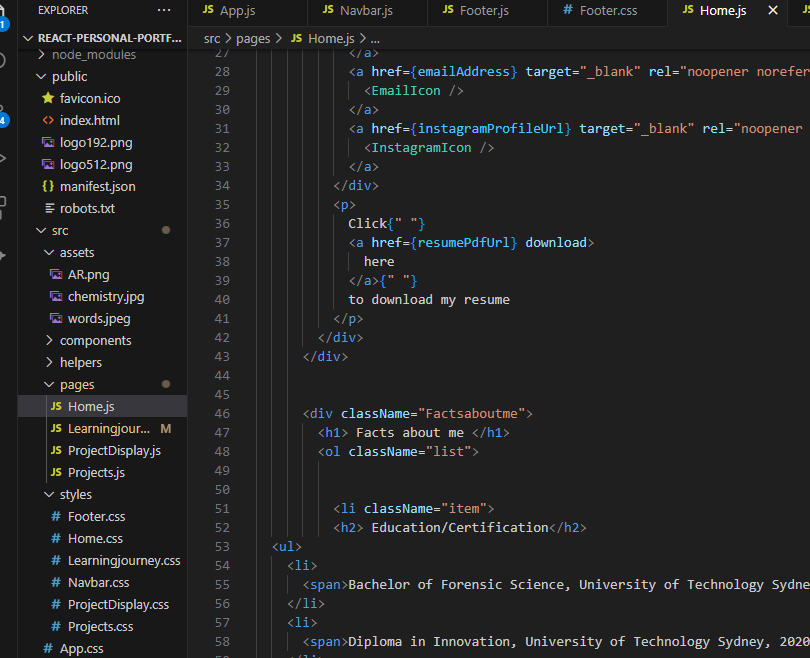 EXPLORER ...
JS App.js JS Navbar.js JS Footer.js # Footer.css JS Home.js ×
REACT-PERSONAL-PORTF...
src > pages > JS Home.js > ...
node_modules
public
favicon.ico
<> index.html
logo192.png
logo512.png
{} manifest.json
robots.txt
src
assets
AR.png
chemistry.jpg
words.jpeg
components
helpers
pages
JS Home.js
JS Learningjour... M
JS ProjectDisplay.js
JS Projects.js
styles
# Footer.css
# Home.css
# Learningjourney.css
# Navbar.css
# ProjectDisplay.css
# Projects.css
# App.css
1
4
27 </a>
28 <a href={emailAddress} target="_blank" rel="noopener norefer
29 <EmailIcon />
30 </a>
31 <a href={instagramProfileUrl} target="_blank" rel="noopener
32 <InstagramIcon />
33 </a>
34 </div>
35 <p>
36 Click{" "}
37 <a href={resumePdfUrl} download>
38 here
39 </a>{" "}
40 to download my resume
41 </p>
42 </div>
43 </div>
44
45
46 <div className="Factsaboutme">
47 <h1> Facts about me </h1>
48 <ol className="list">
49
50
51 <li className="item">
52 <h2> Education/Certification</h2>
53 <ul>
54 <li>
55 <span>Bachelor of Forensic Science, University of Technology Sydne
56 </li>
57 <li>
58 <span>Diploma in Innovation, University of Technology Sydney, 2020